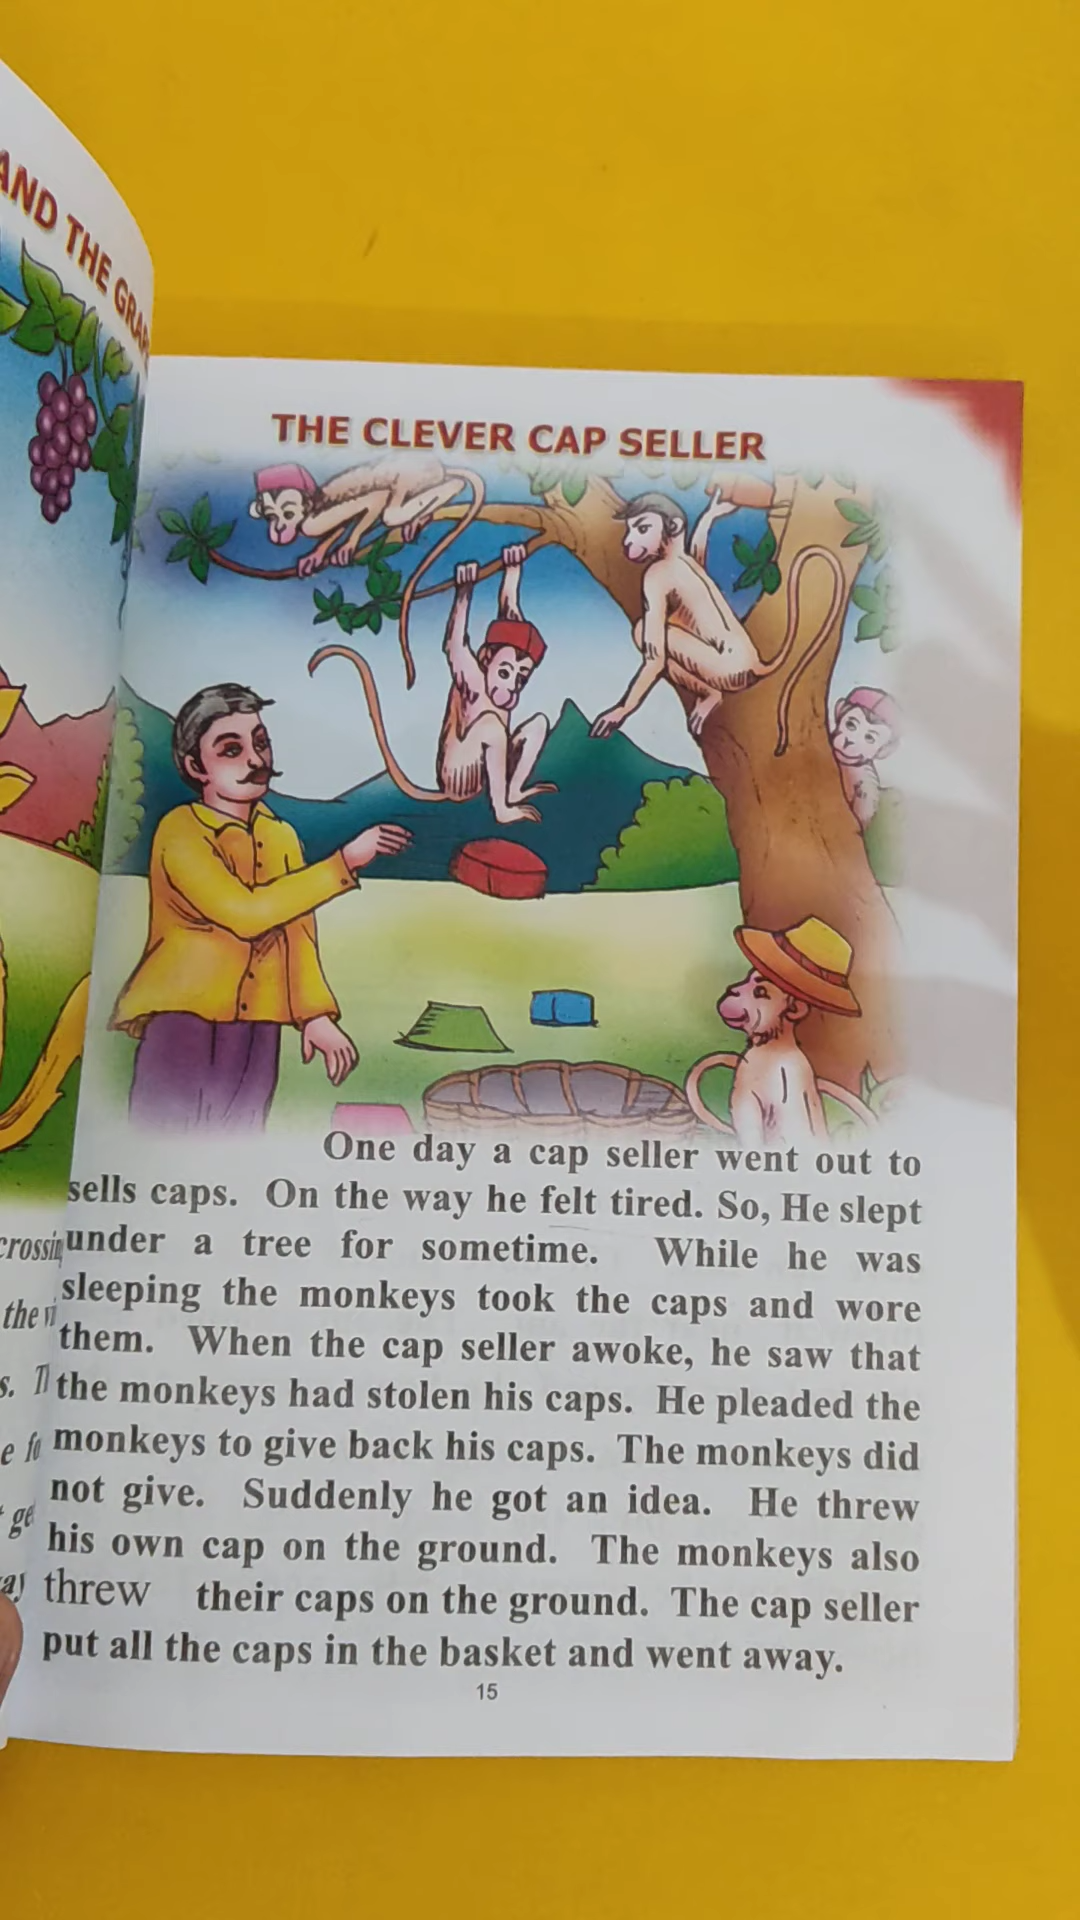 AND THE
THE CLEVER CAP SELLER
One day a cap seller went out to
sells caps. On the way he felt tired. So, He slept
under a tree for sometime. While he was
sleeping the monkeys took the caps and wore
them. When the cap seller awoke, he saw that
the monkeys had stolen his caps. He pleaded the
monkeys to give back his caps. The monkeys did
not give. Suddenly he got an idea. He threw
his own cap on the ground. The monkeys also
threw their caps on the ground. The cap seller
put all the caps in the basket and went away.
15